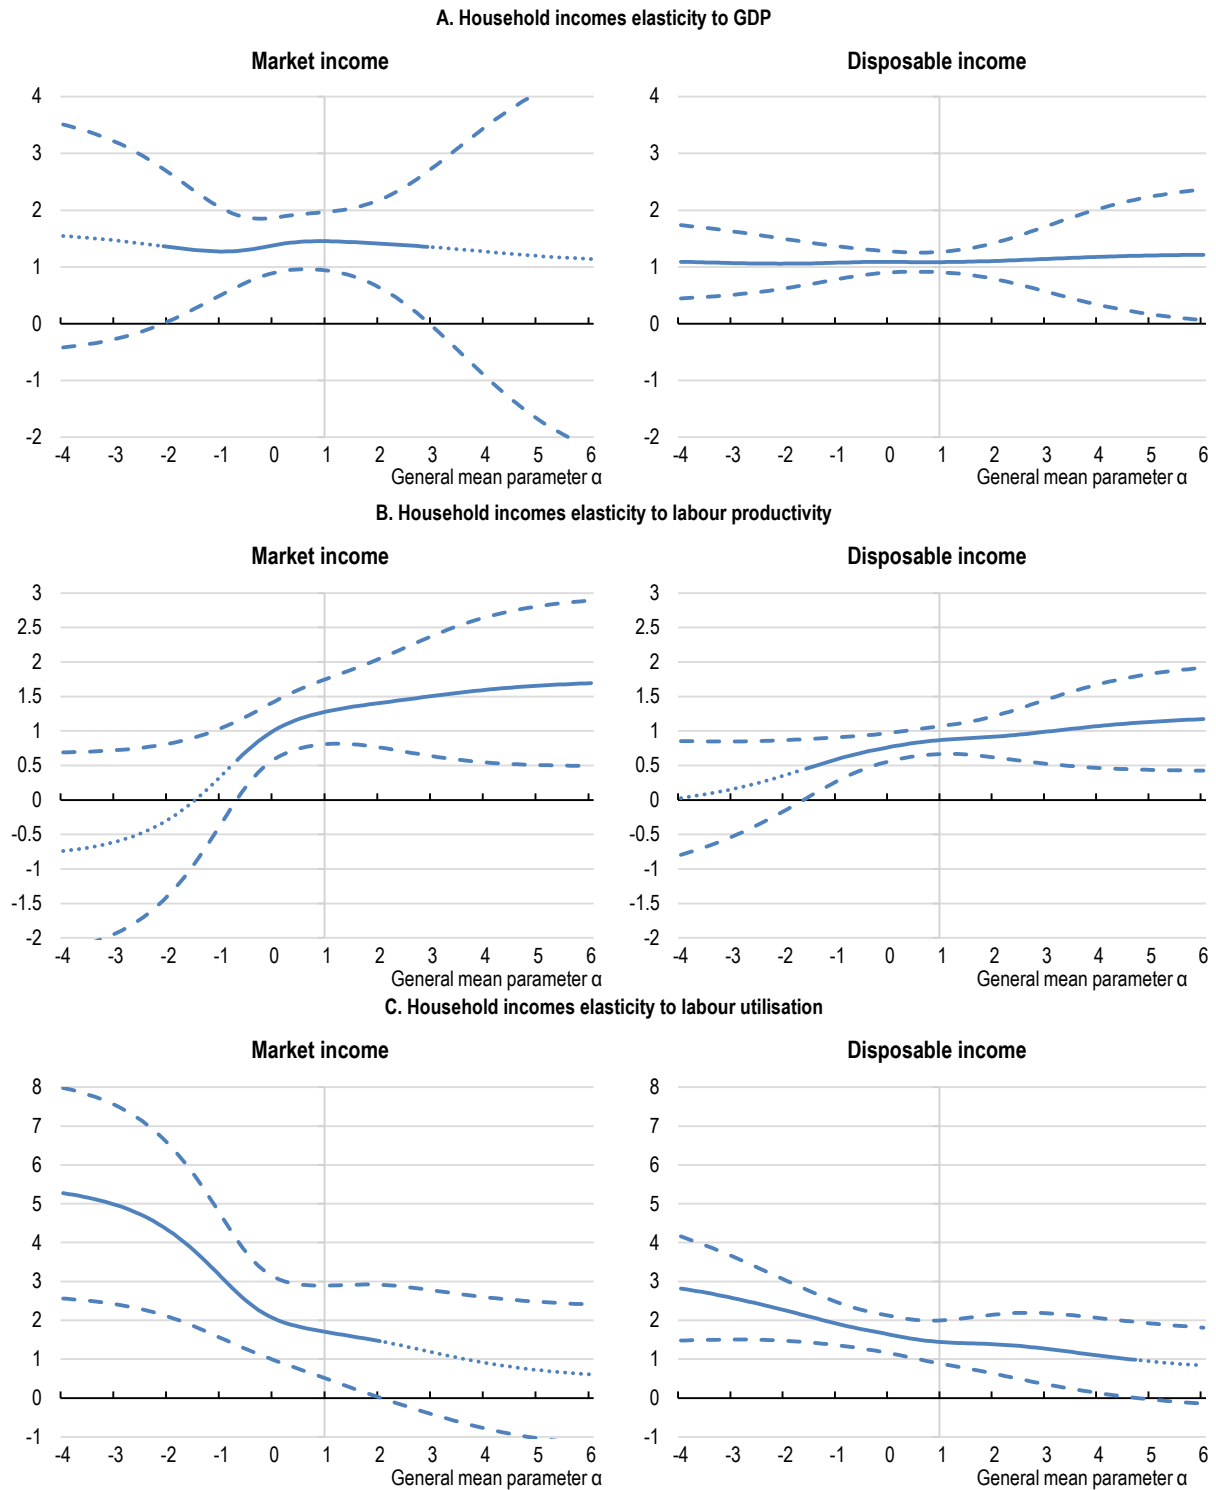 A. Household incomes elasticity to GDP
Market income
4
3
2
1
0
-1
-2
-4 -3 -2 -1 0 1 2 3 4 5 6
General mean parameter α
Disposable income
4
3
2
1
0
-1
-2
-4 -3 -2 -1 0 1 2 3 4 5 6
General mean parameter α
B. Household incomes elasticity to labour productivity
Market income
3
2.5
2
1.5
1
0.5
0
-0.5
-1
-1.5
-2
-4 -3 -2 -1 0 1 2 3 4 5 6
General mean parameter α
Disposable income
3
2.5
2
1.5
1
0.5
0
-0.5
-1
-1.5
-2
-4 -3 -2 -1 0 1 2 3 4 5 6
General mean parameter α
C. Household incomes elasticity to labour utilisation
Market income
8
7
6
5
4
3
2
1
0
-1
-4 -3 -2 -1 0 1 2 3 4 5 6
General mean parameter α
Disposable income
8
7
6
5
4
3
2
1
0
-1
-4 -3 -2 -1 0 1 2 3 4 5 6
General mean parameter α